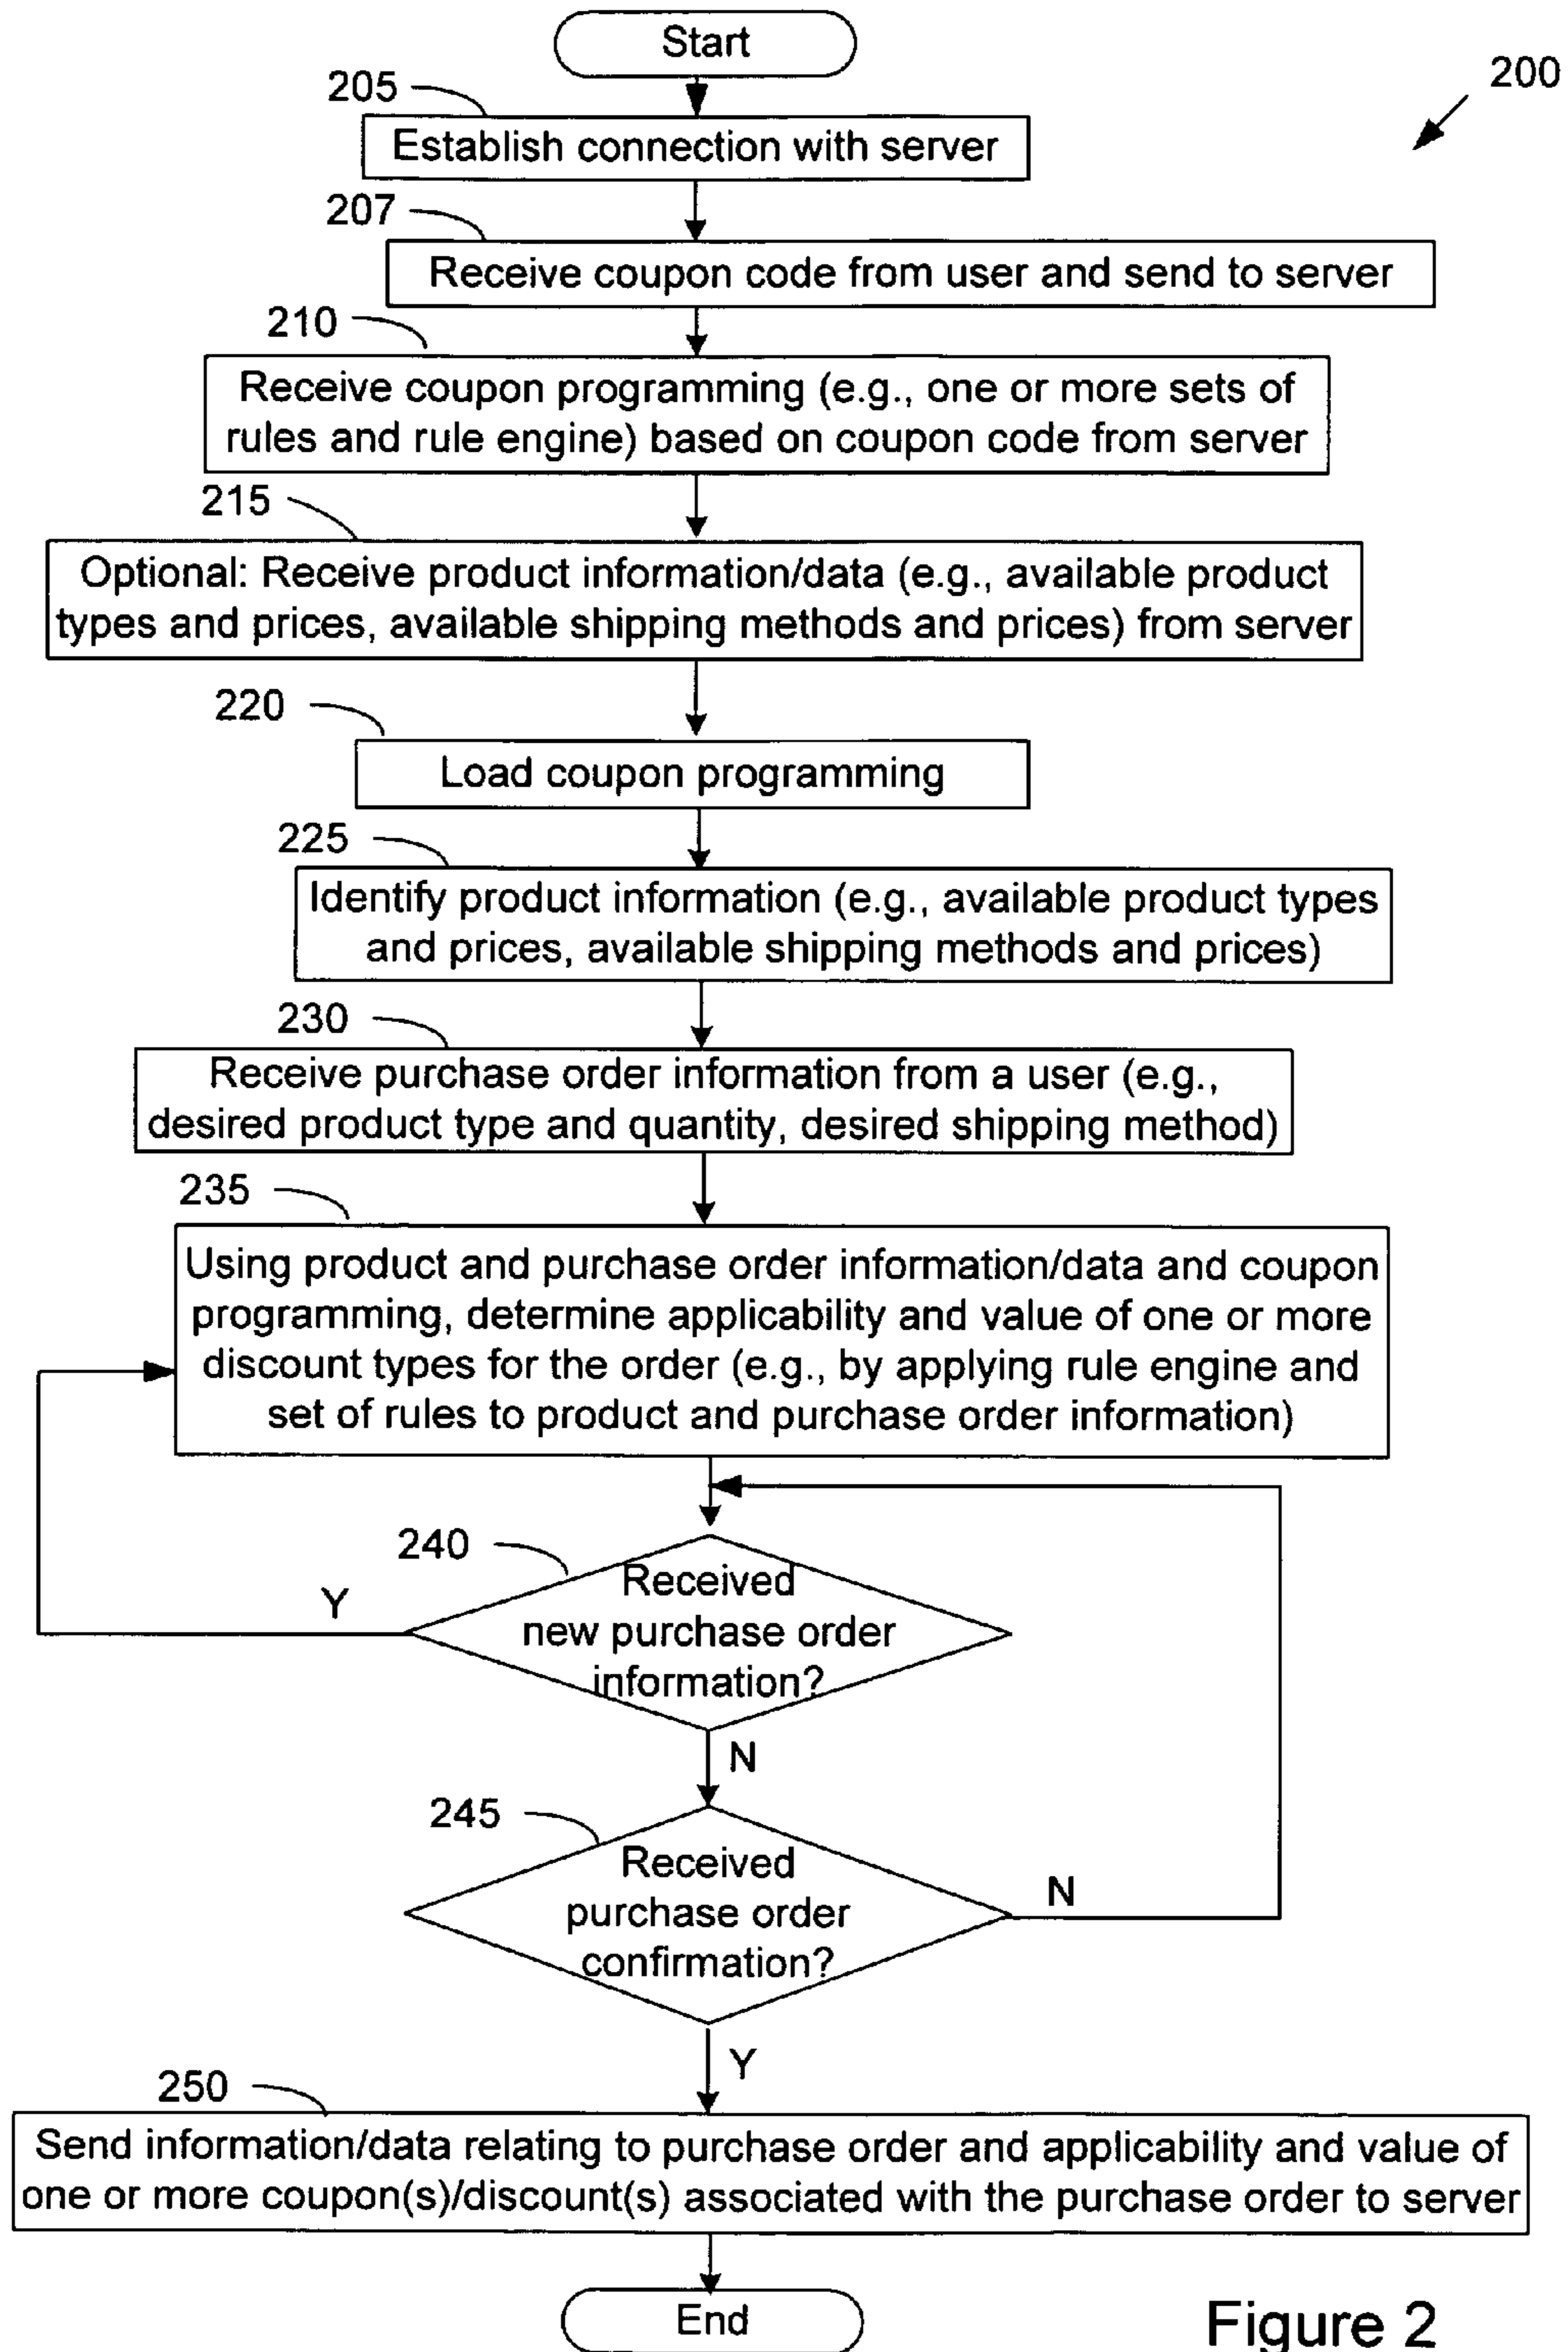 Start
200
205
Establish connection with server
207
Receive coupon code from user and send to server
210
Receive coupon programming (e.g., one or more sets of
rules and rule engine) based on coupon code from server
215
Optional: Receive product information/data (e.g., available product
types and prices, available shipping methods and prices) from server
220
Load coupon programming
225
Identify product information (e.g., available product types
and prices, available shipping methods and prices)
230
Receive purchase order information from a user (e.g.,
desired product type and quantity, desired shipping method)
235
Using product and purchase order information/data and coupon
programming, determine applicability and value of one or more
discount types for the order (e.g., by applying rule engine and
set of rules to product and purchase order information)
240
Y
Received
new purchase order
information?
N
245
Received
purchase order
confirmation?
N
Y
250
Send information/data relating to purchase order and applicability and value of
one or more coupon(s)/discount(s) associated with the purchase order to server
End
Figure 2